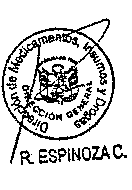 Dirección de Medicamentos, Insumos y Drogas
DIRECCIÓN GENERAL
R. ESPINOZA C.